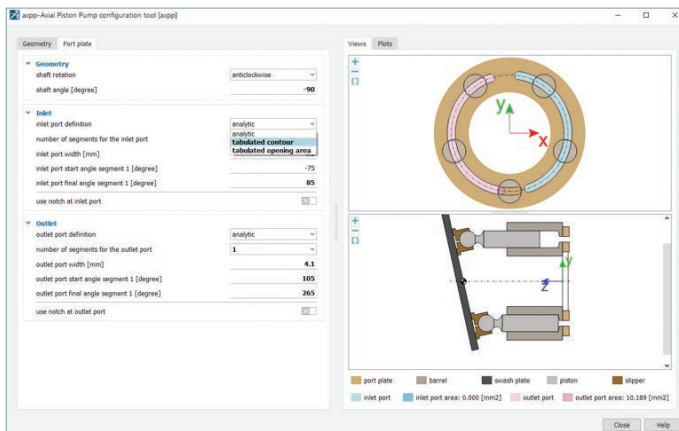 axpp-Axial Piston Pump configuration tool [axpp]
Geometry Port plate
Geometry
shaft rotation anticlockwise
shaft angle [degree] -90
Inlet
inlet port definition analytic
analytic
number of segments for the inlet port tabulated contour
tabulated opening area
inlet port width [mm]
inlet port start angle segment 1 [degree] -75
inlet port final angle segment 1 [degree] 85
use notch at inlet port
Outlet
outlet port definition analytic
number of segments for the outlet port 1
outlet port width [mm] 4.1
outlet port start angle segment 1 [degree] 105
outlet port final angle segment 1 [degree] 265
use notch at outlet port
Views Plots
y
x
y
z
port plate barrel swash plate piston slipper
inlet port inlet port area: 0.000 [mm2] outlet port outlet port area: 10.189 [mm2]
Close Help